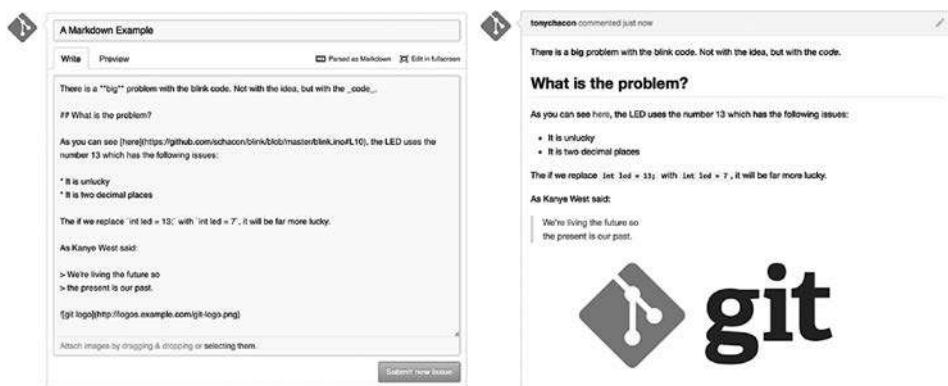 A Markdown Example
Write Preview Parsed as Markdown Edit in fullscreen
There is a **big** problem with the blink code. Not with the idea, but with the _code_.
## What is the problem?
As you can see [here](https://github.com/schacon/blink/blob/master/blink.ino#L10), the LED uses the
number 13 which has the following issues:
* It is unlucky
* It is two decimal places
The if we replace `int led = 13;` with `int led = 7`, it will be far more lucky.
As Kanye West said:
> We're living the future so
> the present is our past.
![git logo](http://logos.example.com/git-logo.png)
Attach images by dragging & dropping or selecting them.
Submit new issue
tonychacon commented just now
There is a big problem with the blink code. Not with the idea, but with the code.
What is the problem?
As you can see here, the LED uses the number 13 which has the following issues:
• It is unlucky
• It is two decimal places
The if we replace int led = 13; with int led = 7, it will be far more lucky.
As Kanye West said:
We're living the future so
the present is our past.
git